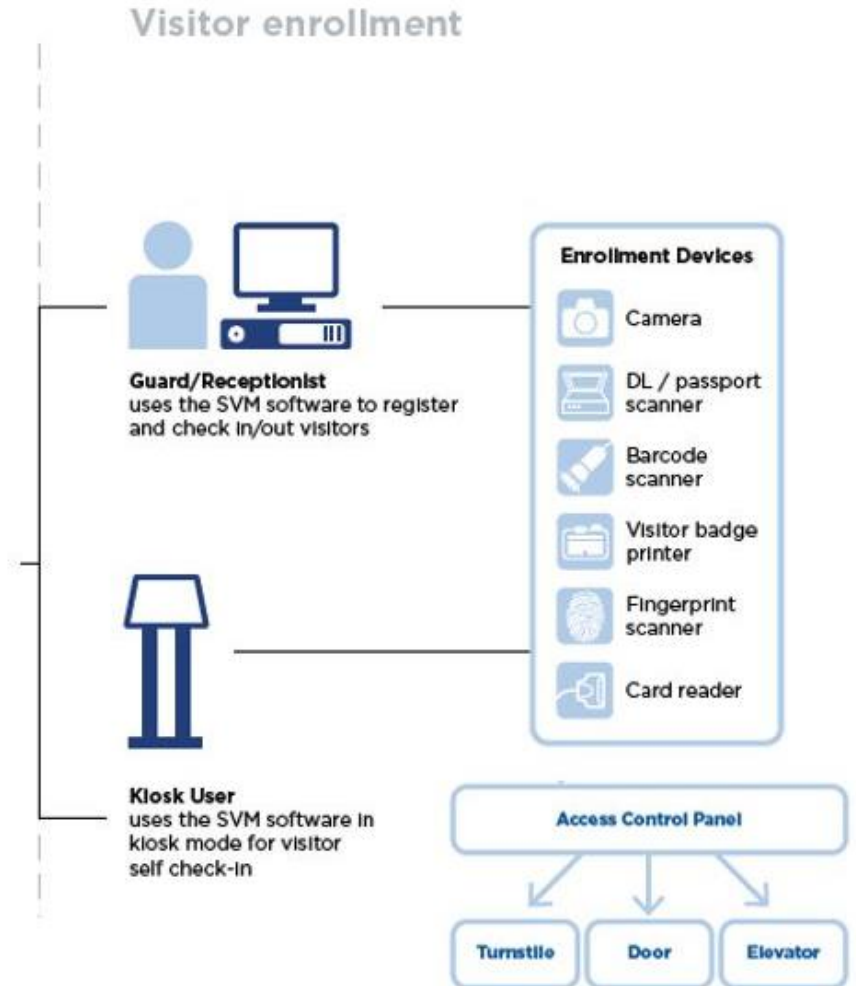 Visitor enrollment
Guard/Receptionist
uses the SVM software to register
and check in/out visitors
Kiosk User
uses the SVM software in
kiosk mode for visitor
self check-in
Enrollment Devices
Camera
DL / passport
scanner
Barcode
scanner
Visitor badge
printer
Fingerprint
scanner
Card reader
Access Control Panel
Turnstile
Door
Elevator